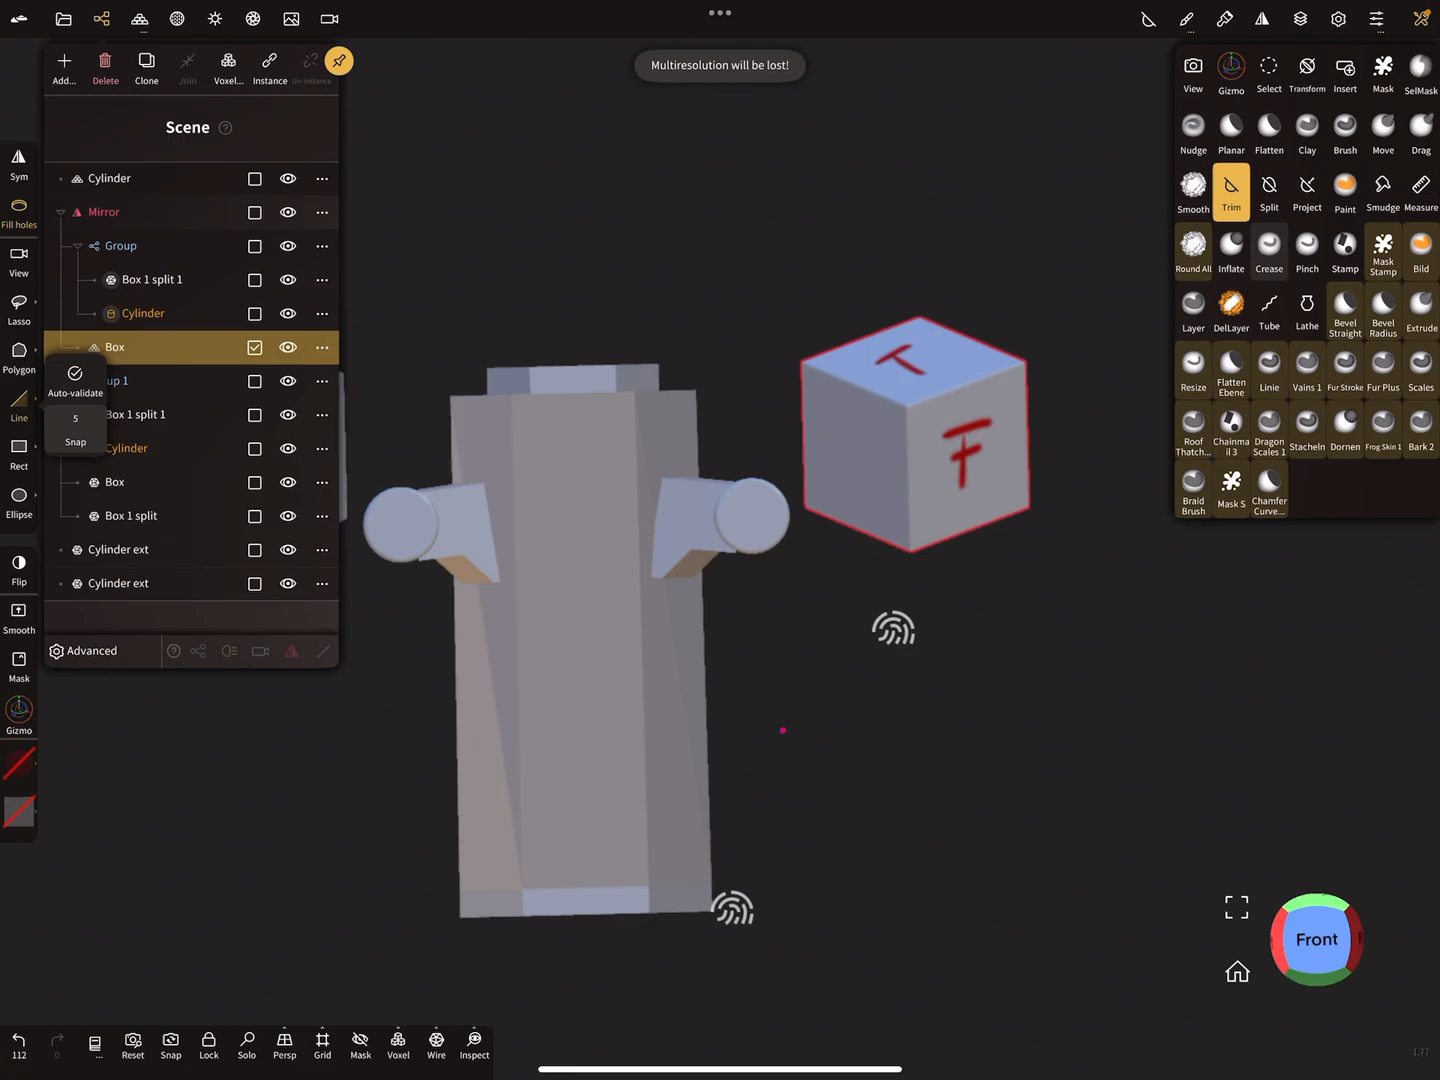 Add...
Delete
Clone
Join
Voxel...
Instance
Un-instance
Multiresolution will be lost!
Scene
Cylinder
Mirror
Group
Box 1 split 1
Cylinder
Box
up 1
Box 1 split 1
Cylinder
Box
Box 1 split
Cylinder ext
Cylinder ext
Advanced
Sym
Fill holes
View
Lasso
Polygon
Line
Rect
Ellipse
Flip
Smooth
Mask
Gizmo
Auto-validate
5
Snap
T
F
View Gizmo Select Transform Insert Mask SelMask
Nudge Planar Flatten Clay Brush Move Drag
Smooth Trim Split Project Paint Smudge Measure
Round All Inflate Crease Pinch Stamp Mask Stamp Bild
Layer DelLayer Tube Lathe Bevel Straight Bevel Radius Extrude
Resize Flatten Ebene Linie Vains 1 Fur Stroke Fur Plus Scales
Roof Thatch... Chainma il 3 Dragon Scales 1 Stacheln Dornen Frog Skin 1 Bark 2
Braid Brush Mask S Chamfer Curve...
Front
R
112
0
...
Reset
Snap
Lock
Solo
Persp
Grid
Mask
Voxel
Wire
Inspect
1.77